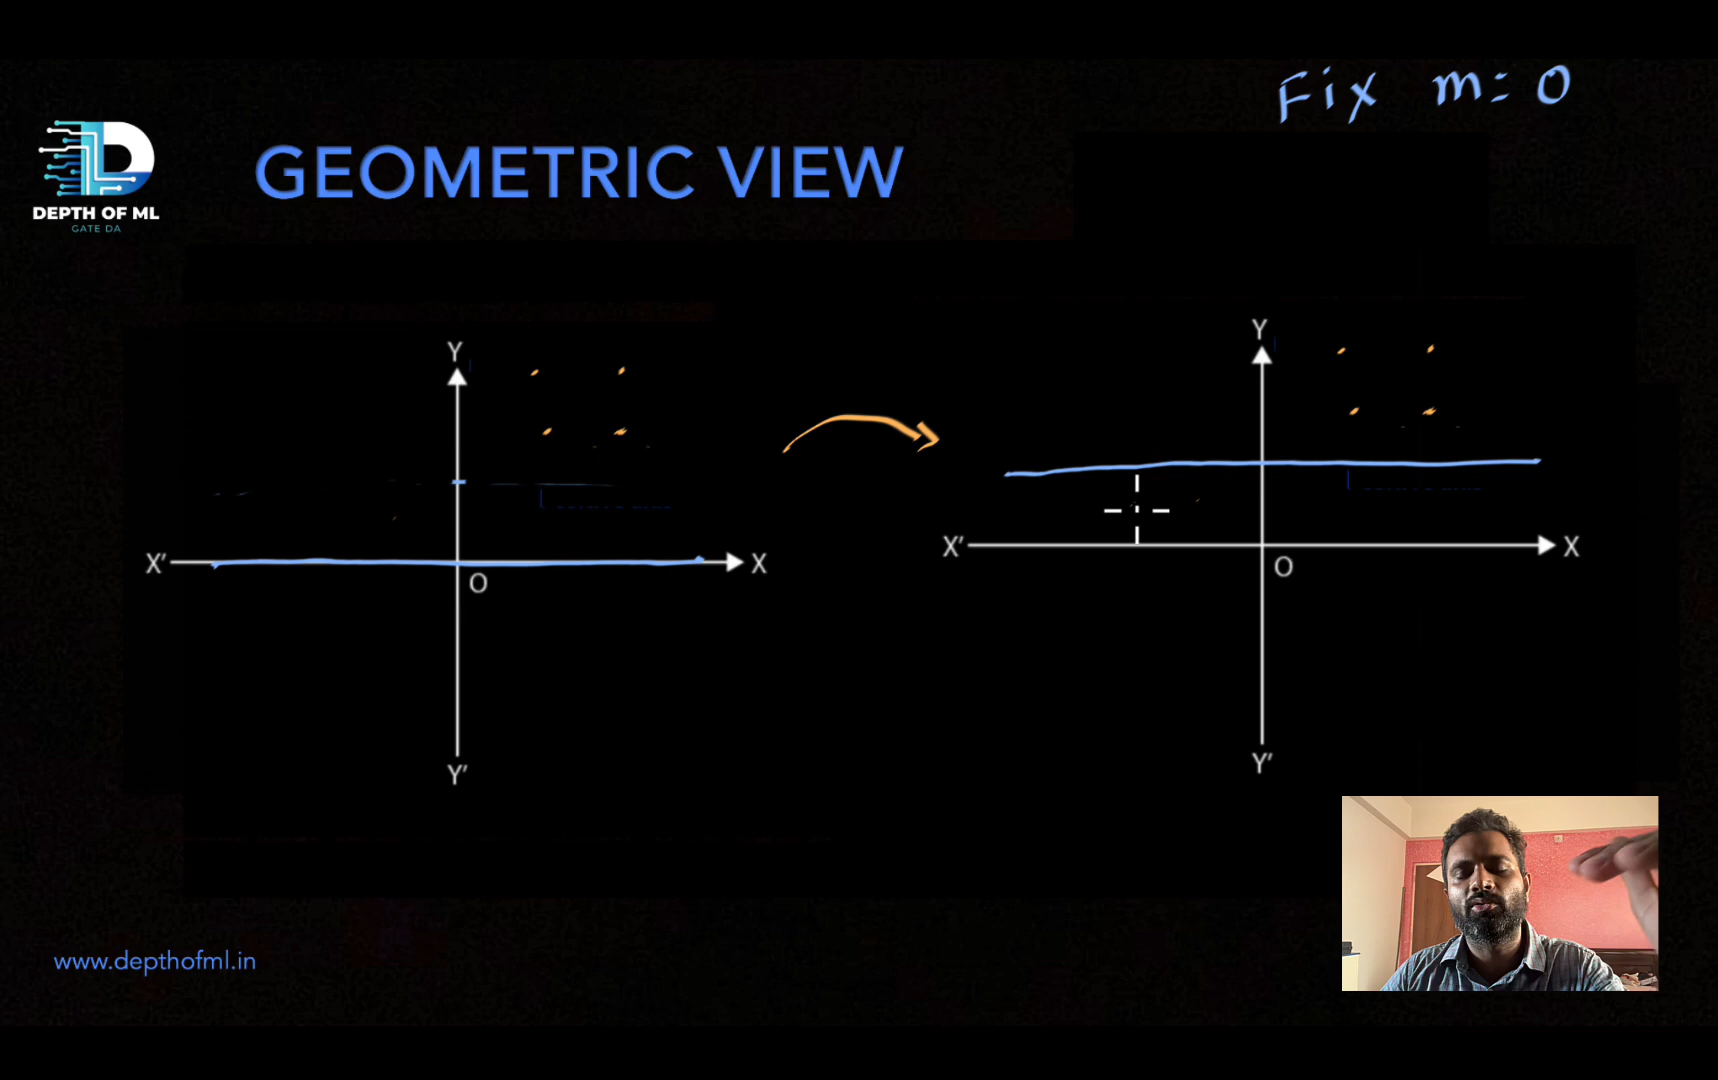 Fix m = 0
DEPTH OF ML
GATE DA
GEOMETRIC VIEW
Y
X'
X
O
Y'
Y
X'
X
O
Y'
www.depthofml.in